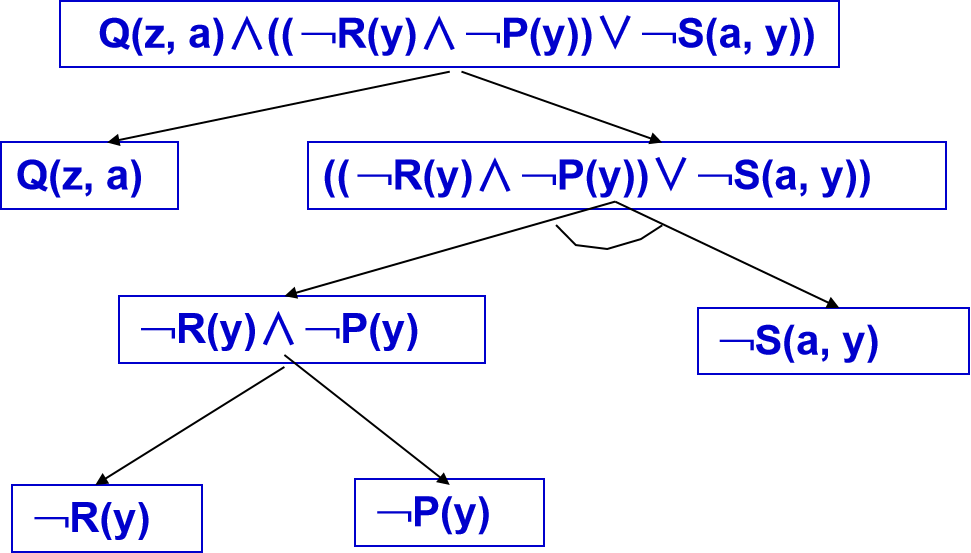 Q(z, a)∧((¬R(y)∧¬P(y))∨¬S(a, y))
Q(z, a)
((¬R(y)∧¬P(y))∨¬S(a, y))
¬R(y)∧¬P(y)
¬S(a, y)
¬R(y)
¬P(y)